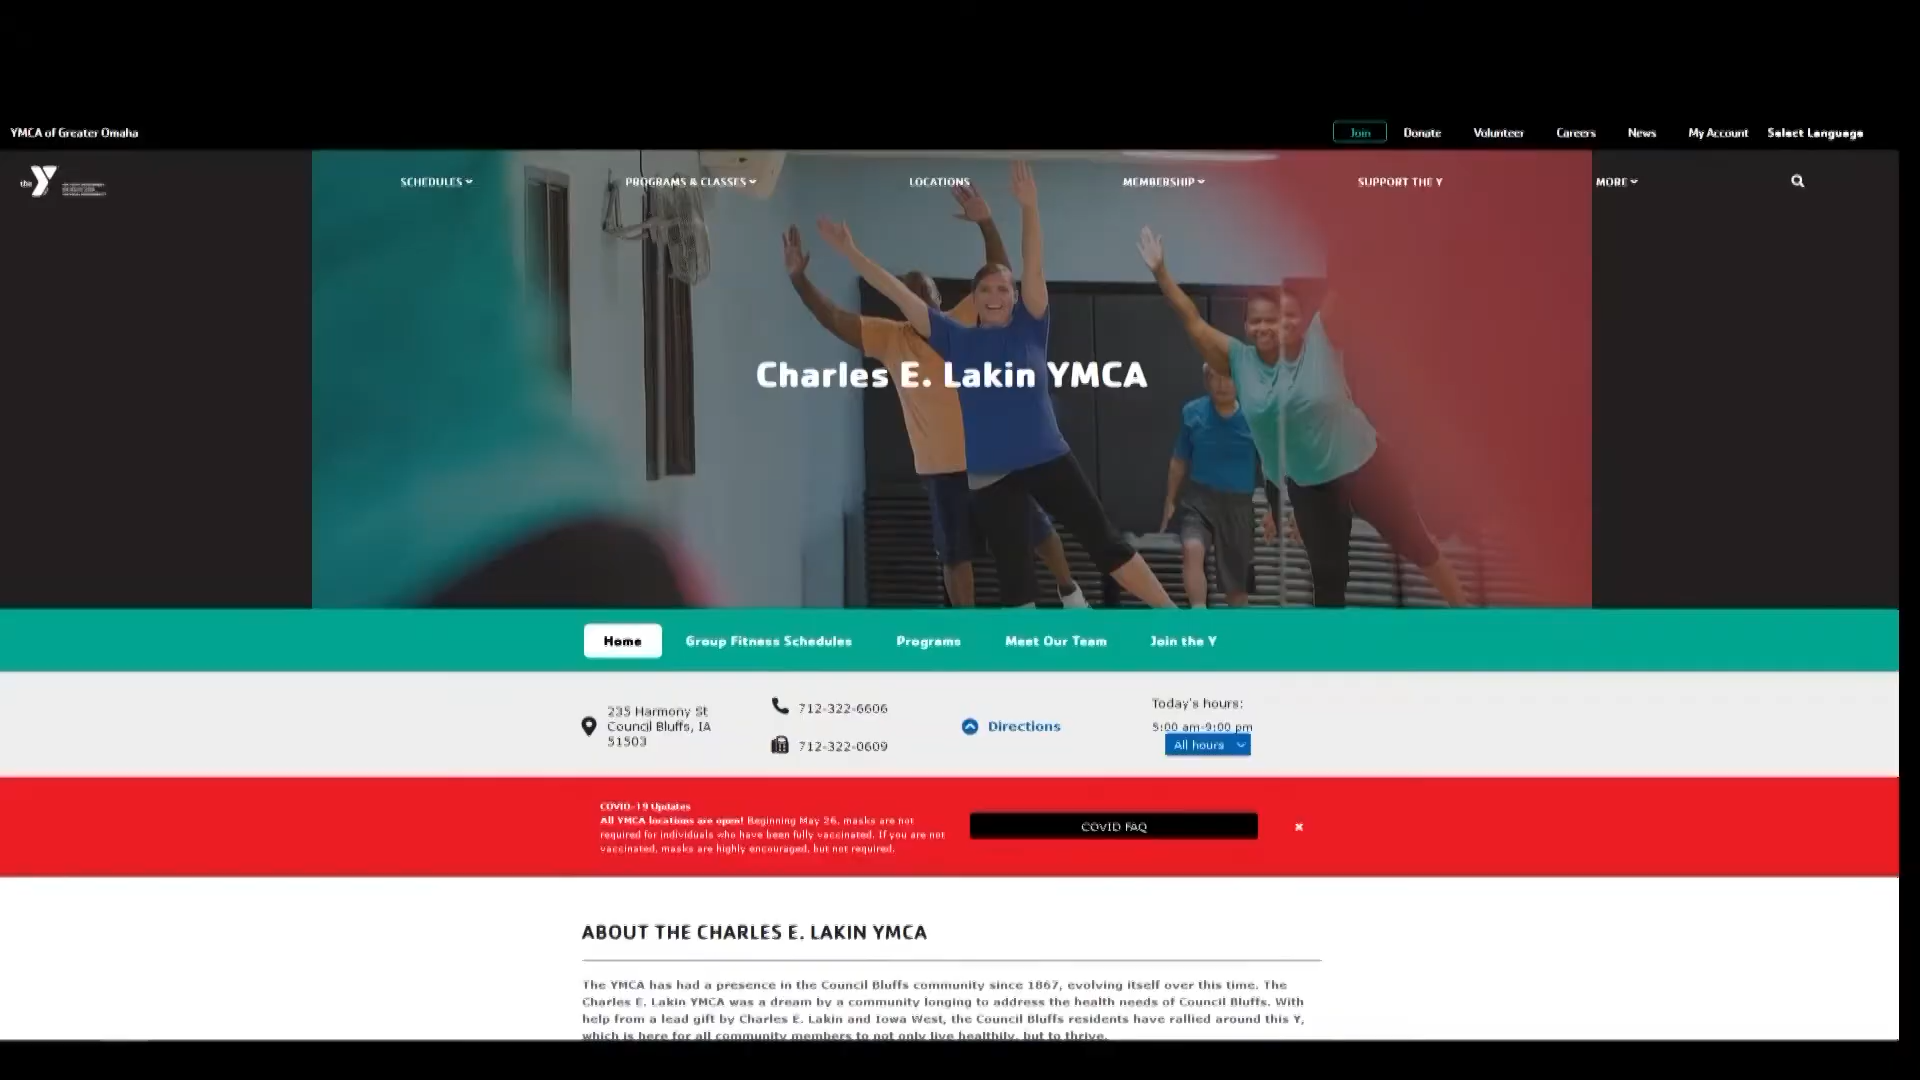 YMCA of Greater Omaha
Join Donate Volunteer Careers News My Account Select Language
the Y
SCHEDULES PROGRAMS & CLASSES LOCATIONS MEMBERSHIP SUPPORT THE Y MORE
Charles E. Lakin YMCA
Home Group Fitness Schedules Programs Meet Our Team Join the Y
235 Harmony St
Council Bluffs, IA
51503
712-322-6606
712-322-0609
Directions
Today's hours:
5:00 am-9:00 pm
All hours
COVID-19 Updates
All YMCA locations are open! Beginning May 26, masks are not
required for individuals who have been fully vaccinated. If you are not
vaccinated, masks are highly encouraged, but not required.
COVID FAQ
ABOUT THE CHARLES E. LAKIN YMCA
The YMCA has had a presence in the Council Bluffs community since 1867, evolving itself over this time. The
Charles E. Lakin YMCA was a dream by a community longing to address the health needs of Council Bluffs. With
help from a lead gift by Charles E. Lakin and Iowa West, the Council Bluffs residents have rallied around this Y,
which is here for all community members to not only live healthily, but to thrive.